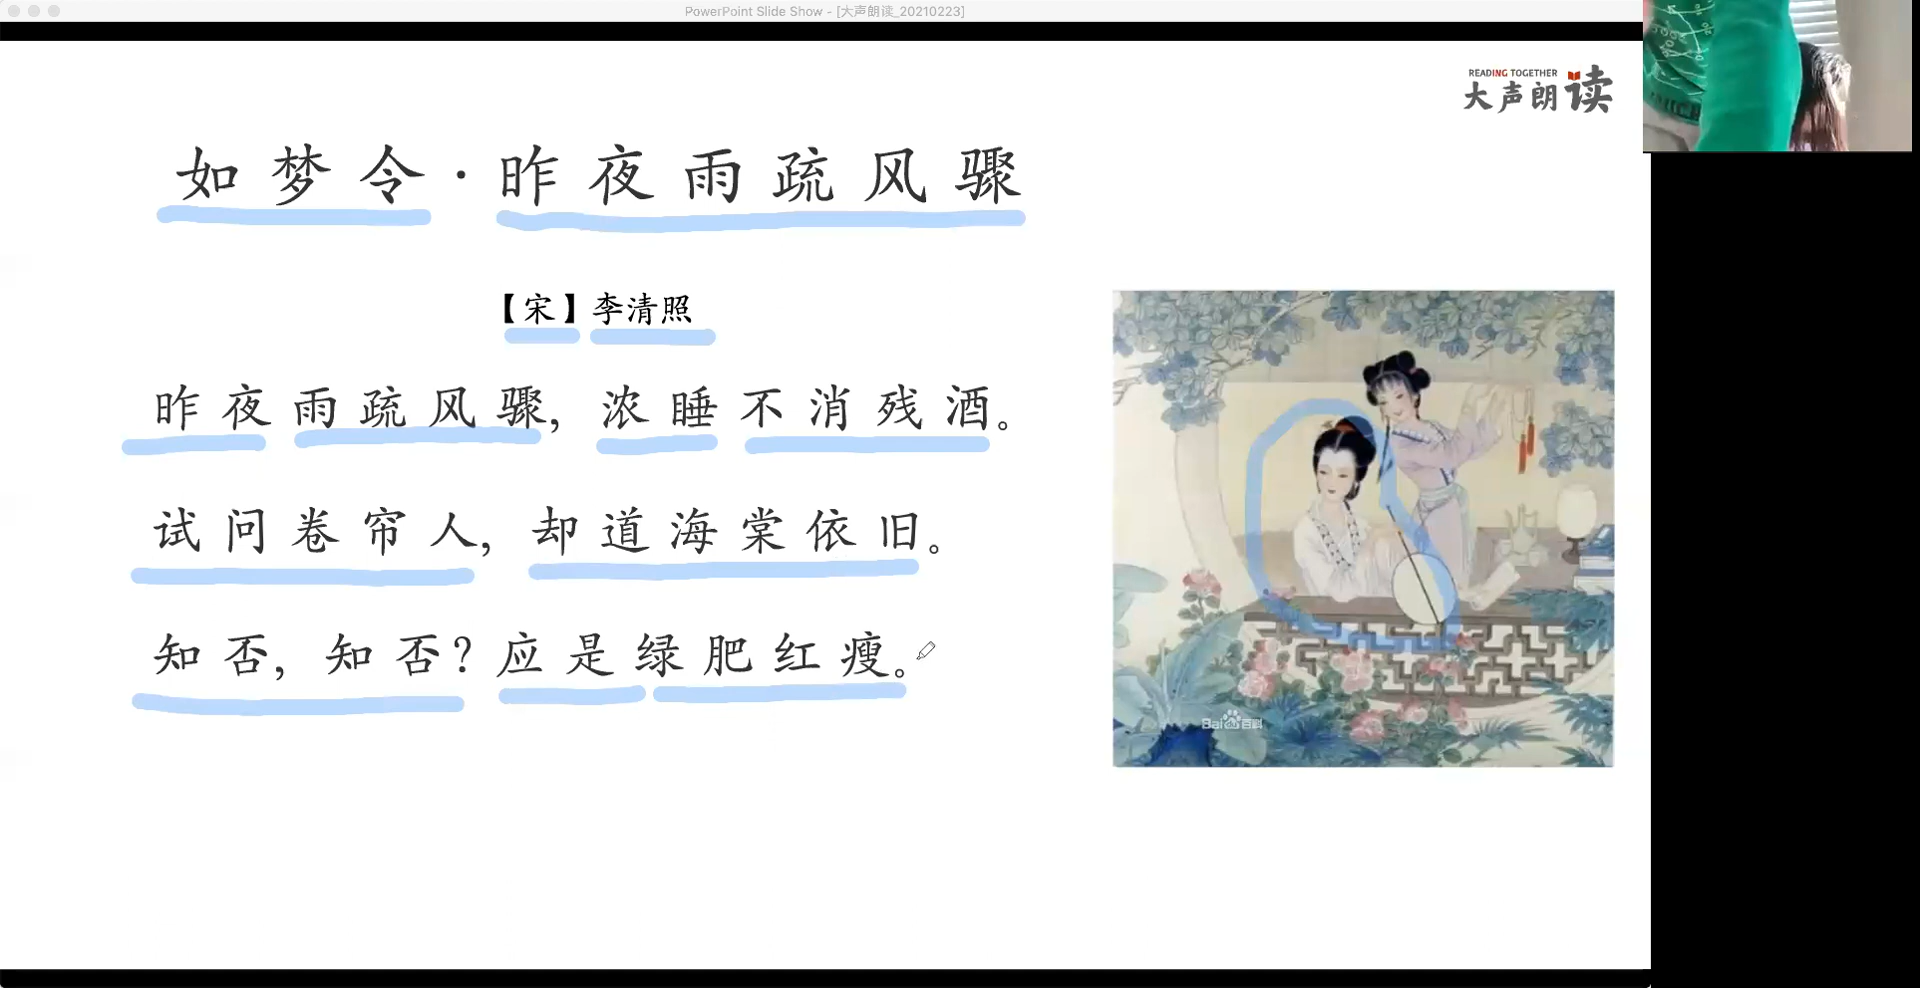 PowerPoint Slide Show - [大声朗读_20210223]
READING TOGETHER
大声朗读
如梦令·昨夜雨疏风骤
【宋】李清照
昨夜雨疏风骤，浓睡不消残酒。
试问卷帘人，却道海棠依旧。
知否，知否？应是绿肥红瘦。
Bai百科